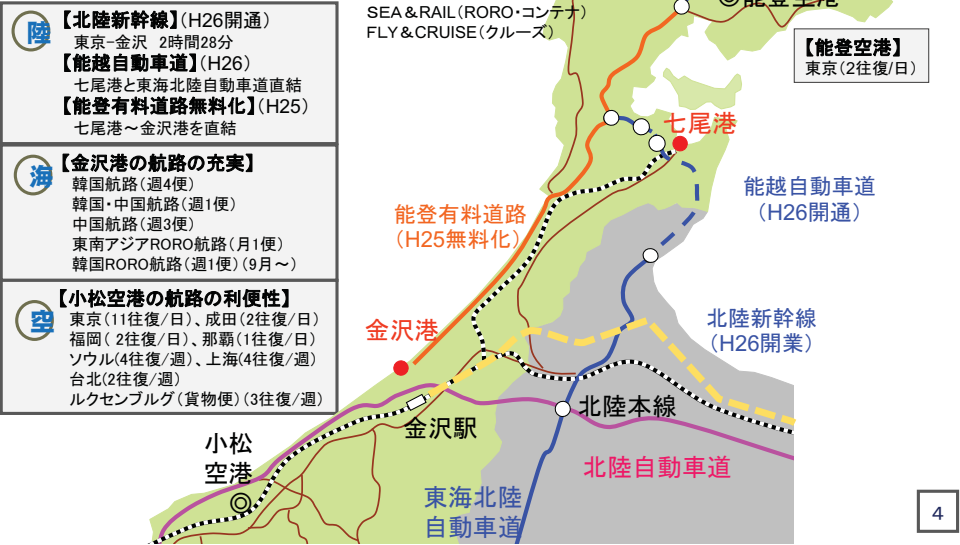 陸
【北陸新幹線】(H26開通)
東京-金沢 2時間28分
【能越自動車道】(H26)
七尾港と東海北陸自動車道直結
【能登有料道路無料化】(H25)
七尾港～金沢港を直結
海
【金沢港の航路の充実】
韓国航路(週4便)
韓国・中国航路(週1便)
中国航路(週3便)
東南アジアRORO航路(月1便)
韓国RORO航路(週1便)(9月～)
空
【小松空港の航路の利便性】
東京(11往復/日)、成田(2往復/日)
福岡( 2往復/日)、那覇(1往復/日)
ソウル(4往復/週)、上海(4往復/週)
台北(2往復/週)
ルクセンブルグ(貨物便)(3往復/週)
SEA&RAIL(RORO・コンテナ)
FLY&CRUISE(クルーズ)
能登空港
【能登空港】
東京(2往復/日)
七尾港
能越自動車道
(H26開通)
能登有料道路
(H25無料化)
金沢港
北陸新幹線
(H26開業)
金沢駅
北陸本線
小松
空港
北陸自動車道
東海北陸
自動車道
4